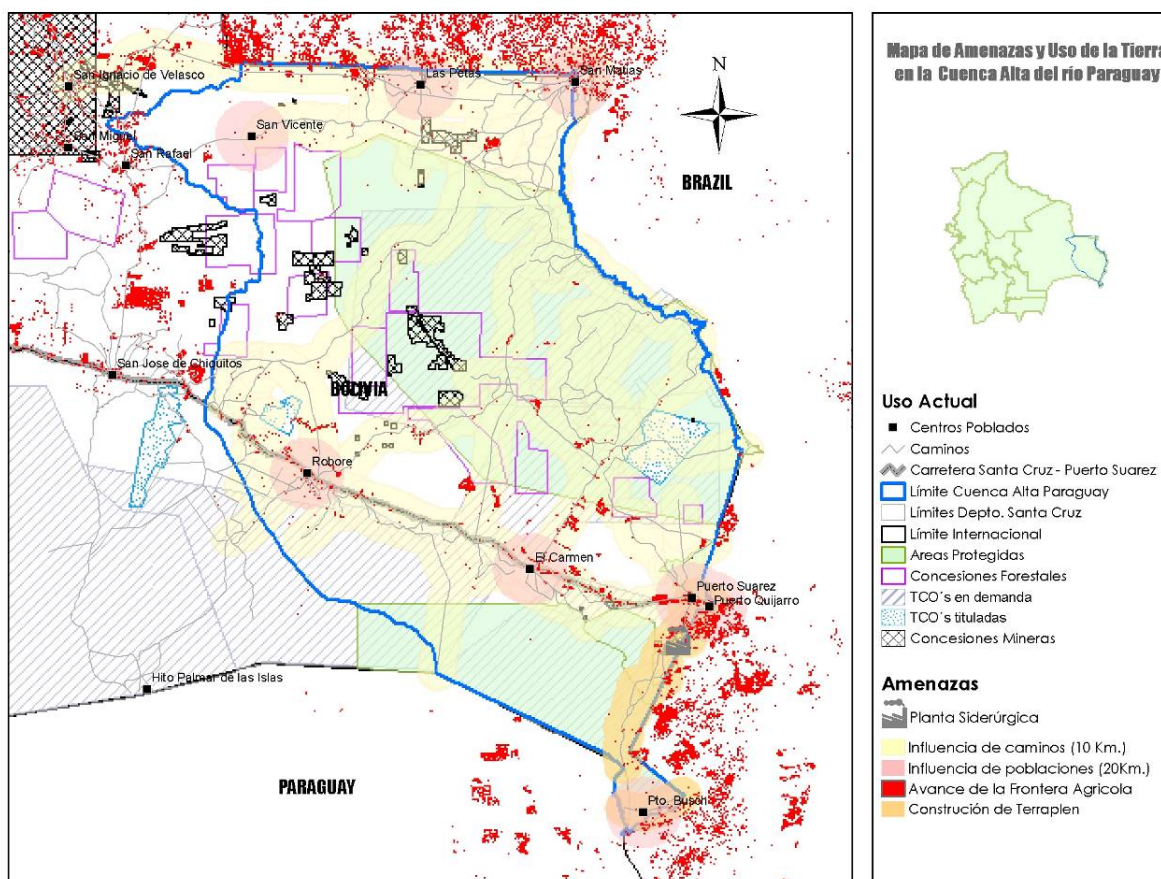 San Ignacio de Velasco
Las Petas
San Matias
N
San Vicente
San Miguel
San Rafael
BRAZIL
San Jose de Chiquitos
BOLIVIA
Robore
El Carmen
Puerto Suarez
Puerto Quijarro
Hito Palmar de las Islas
PARAGUAY
Pto. Busch
Mapa de Amenazas y Uso de la Tierra
en la Cuenca Alta del río Paraguay
Uso Actual
Centros Poblados
Caminos
Carretera Santa Cruz - Puerto Suarez
Límite Cuenca Alta Paraguay
Límites Depto. Santa Cruz
Límite Internacional
Areas Protegidas
Concesiones Forestales
TCO´s en demanda
TCO´s tituladas
Concesiones Mineras
Amenazas
Planta Siderúrgica
Influencia de caminos (10 Km.)
Influencia de poblaciones (20Km.)
Avance de la Frontera Agricola
Construción de Terraplen